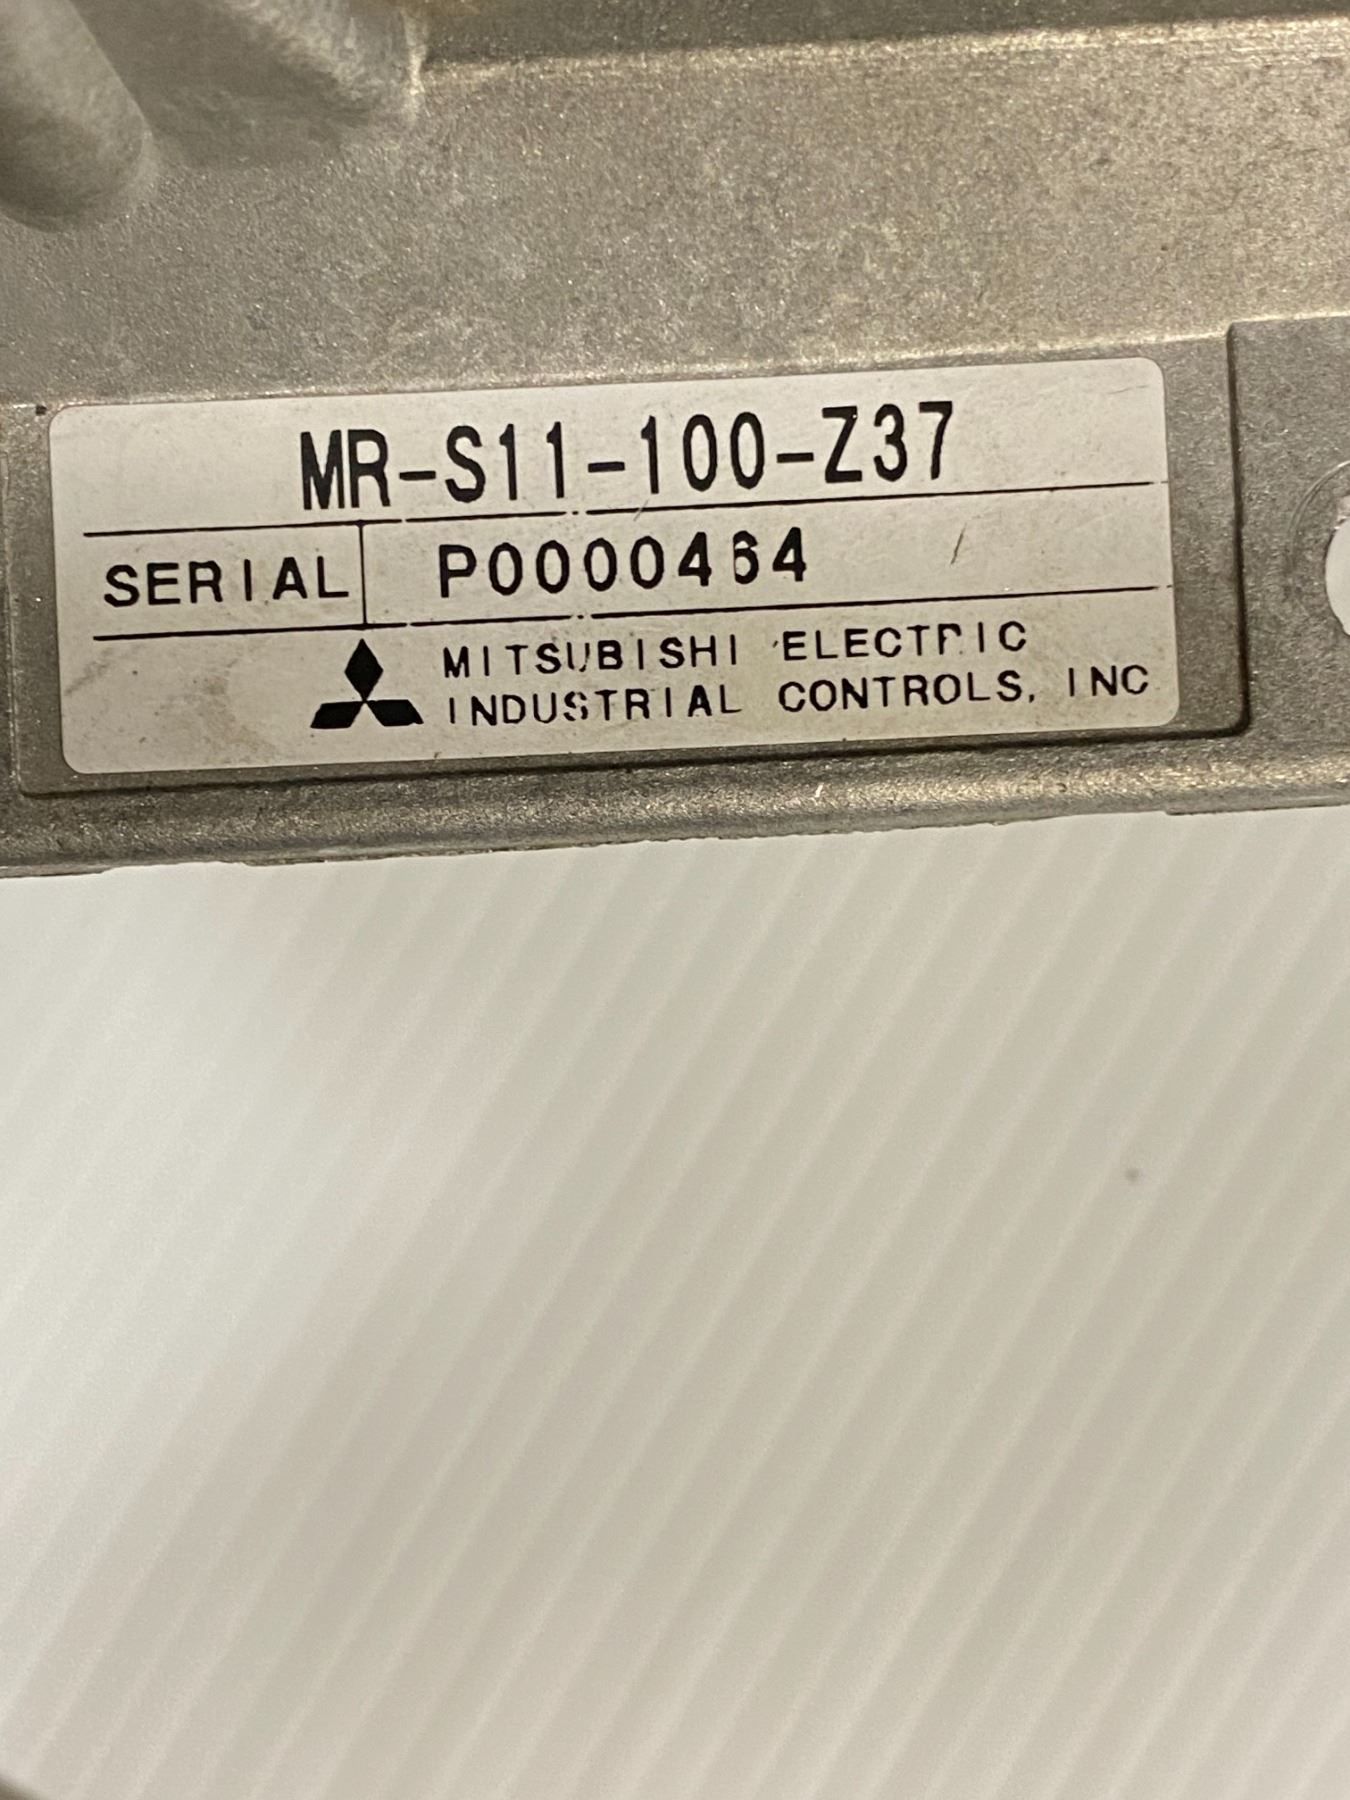 MR-S11-100-Z37
SERIAL P0000464
MITSUBISHI ELECTRIC
INDUSTRIAL CONTROLS, INC